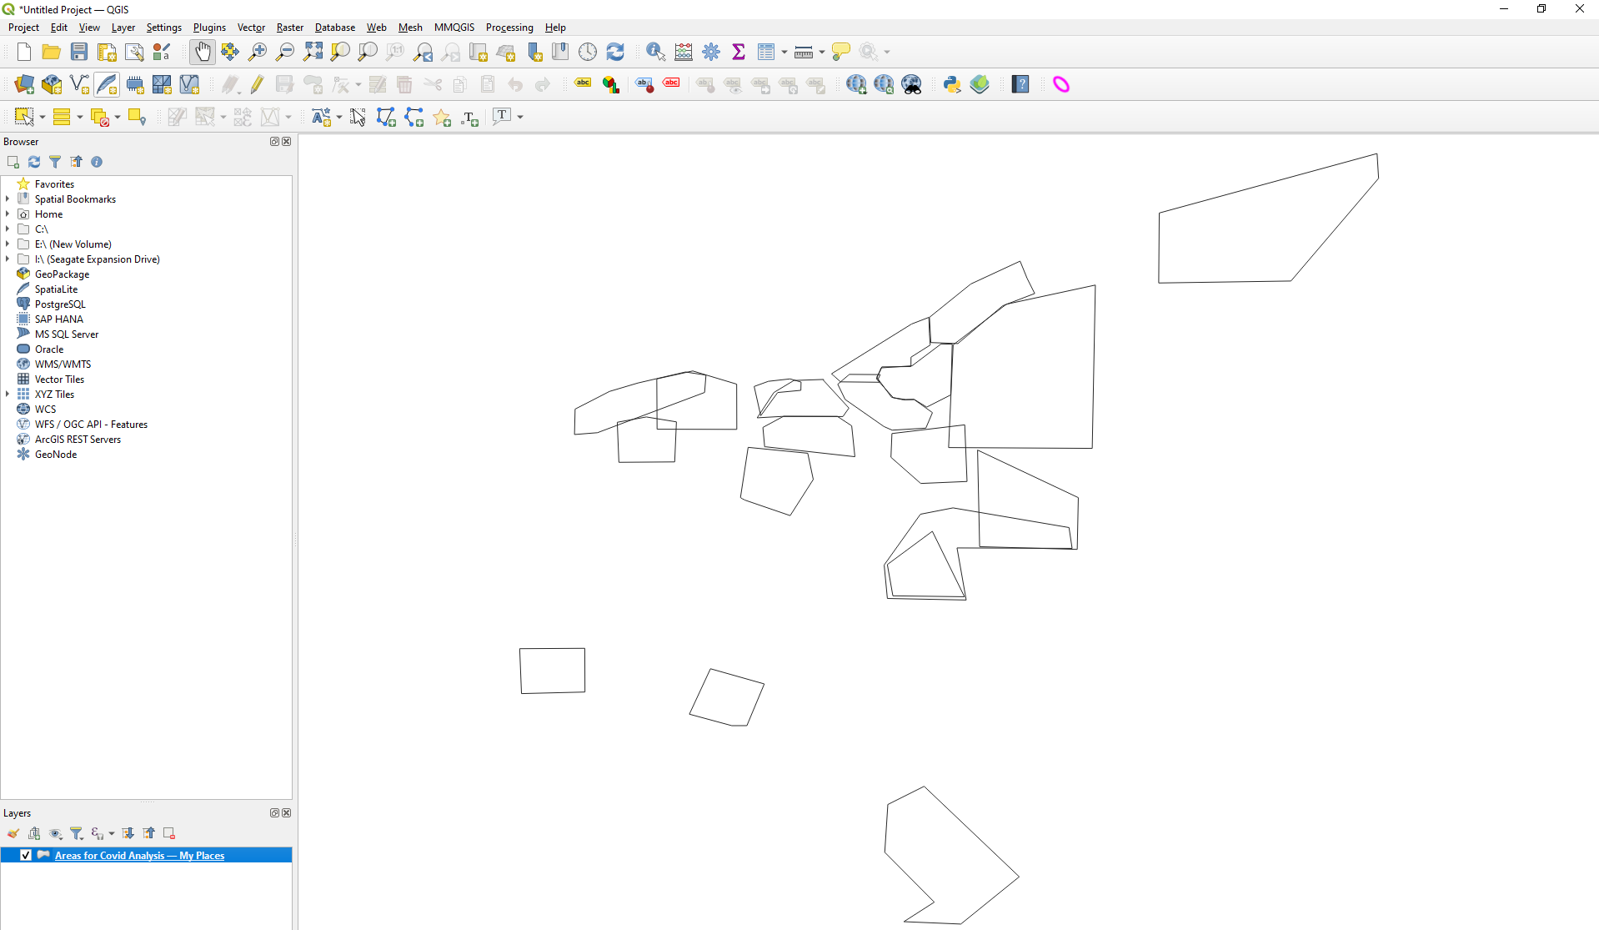 *Untitled Project — QGIS
Project Edit View Layer Settings Plugins Vector Raster Database Web Mesh MMQGIS Processing Help
Browser
Favorites
Spatial Bookmarks
Home
C:\
E:\ (New Volume)
I:\ (Seagate Expansion Drive)
GeoPackage
SpatiaLite
PostgreSQL
SAP HANA
MS SQL Server
Oracle
WMS/WMTS
Vector Tiles
XYZ Tiles
WCS
WFS / OGC API - Features
ArcGIS REST Servers
GeoNode
Layers
Areas for Covid Analysis — My Places